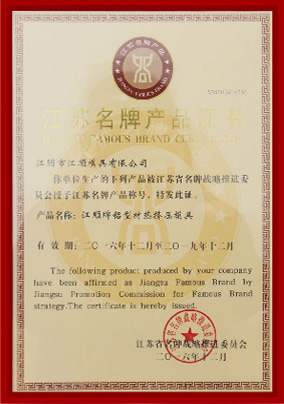 江苏名牌产品证书
JIANGSU FAMOUS BRAND CERTIFICATE
江阴市江顺模具有限公司
你单位生产的下列产品被江苏省名牌战略推进委
员会授予江苏名牌产品称号。特发此证。
产品名称：江顺牌铝型材热挤压模具
有 效 期：二〇一六年十二月至二〇一九年十二月
The following product produced by your company
have been affirmed as Jiangsu Famous Brand by
Jiangsu Promotion Commission for Famous Brand
strategy.The certificate is hereby issued.
江苏省名牌战略推进委员会
二〇一六年十二月